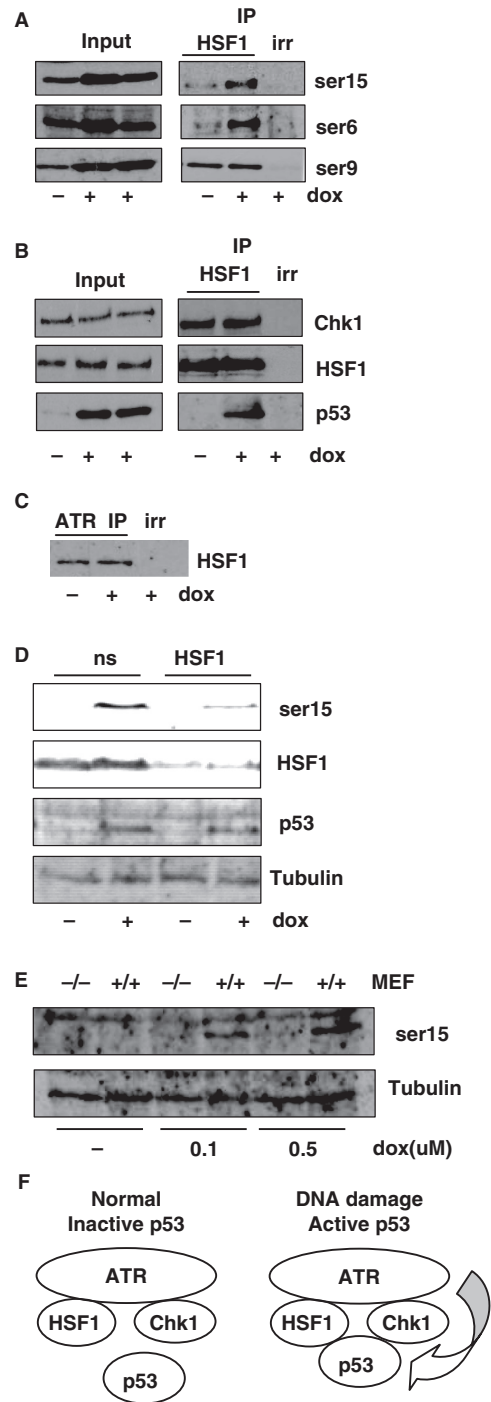 A
IP
Input HSF1 irr
ser15
ser6
ser9
– + + – + + dox
B
IP
Input HSF1 irr
Chk1
HSF1
p53
– + + – + + dox
C
ATR IP irr
HSF1
– + + dox
D
ns HSF1
ser15
HSF1
p53
Tubulin
– + – + dox
E
–/– +/+ –/– +/+ –/– +/+ MEF
ser15
Tubulin
– 0.1 0.5 dox(uM)
F
Normal
Inactive p53
ATR
HSF1 Chk1
p53
DNA damage
Active p53
ATR
HSF1 Chk1
p53